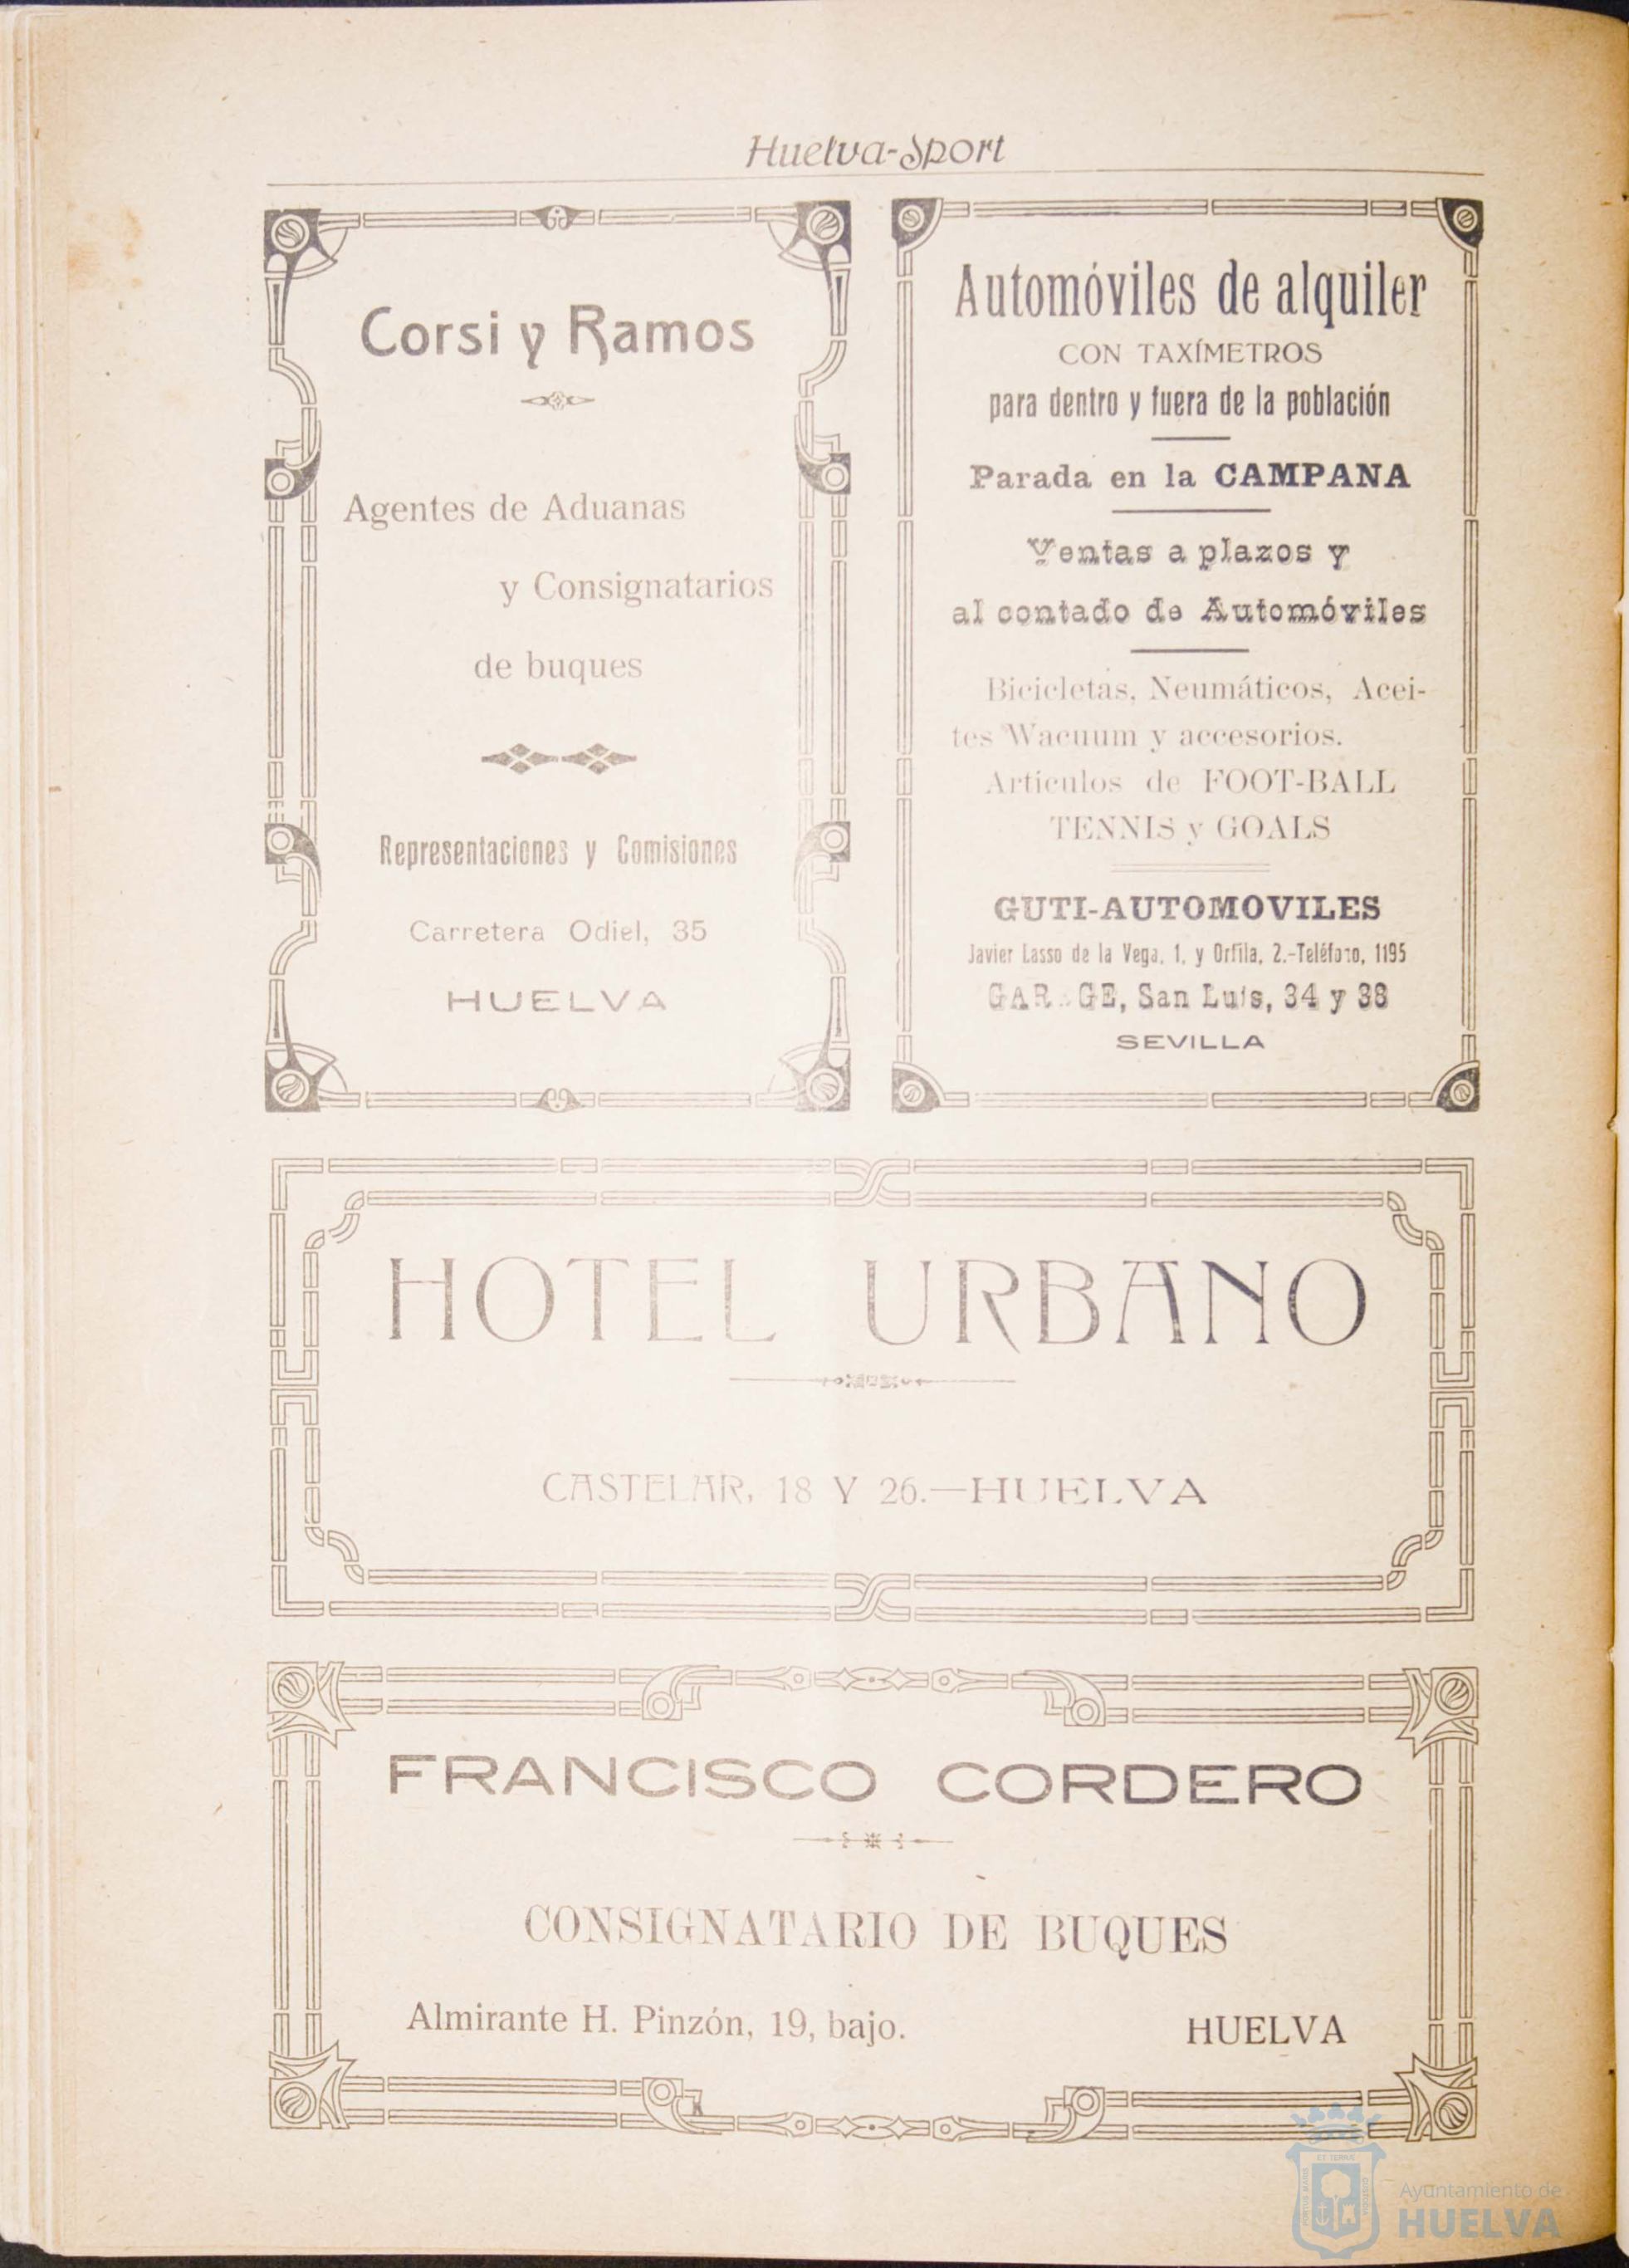 Huelva-Sport
Corsi y Ramos
Agentes de Aduanas
y Consignatarios
de buques
Representaciones y Comisiones
Carretera Odiel, 35
HUELVA
Automóviles de alquiler
CON TAXÍMETROS
para dentro y fuera de la población
Parada en la CAMPANA
Ventas a plazos y
al contado de Automóviles
Bicicletas, Neumáticos, Acei-
tes Wacuum y accesorios.
Articulos de FOOT-BALL
TENNIS y GOALS
GUTI-AUTOMOVILES
Javier Lasso de la Vega, 1, y Orfila, 2.-Teléfono, 1195
GARAGE, San Luis, 34 y 38
SEVILLA
HOTEL URBANO
CASTELAR, 18 Y 26.—HUELVA
FRANCISCO CORDERO
CONSIGNATARIO DE BUQUES
Almirante H. Pinzón, 19, bajo. HUELVA
Ayuntamiento de
HUELVA